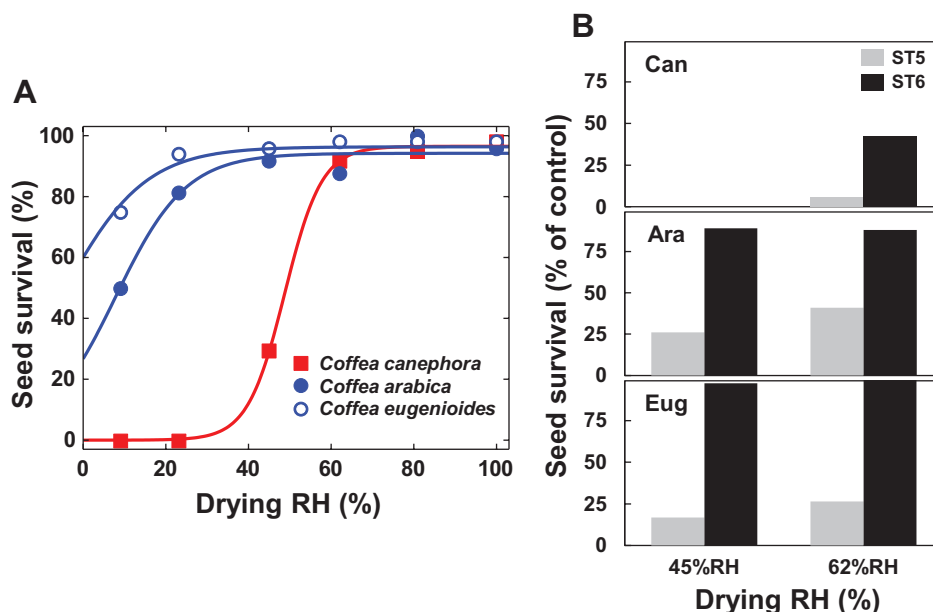 A
Seed survival (%)
100
80
60
40
20
0
Coffea canephora
Coffea arabica
Coffea eugenioides
0 20 40 60 80 100
Drying RH (%)
B
Seed survival (% of control)
Can
ST5
ST6
75
50
25
0
Ara
75
50
25
0
Eug
75
50
25
0
45%RH 62%RH
Drying RH (%)